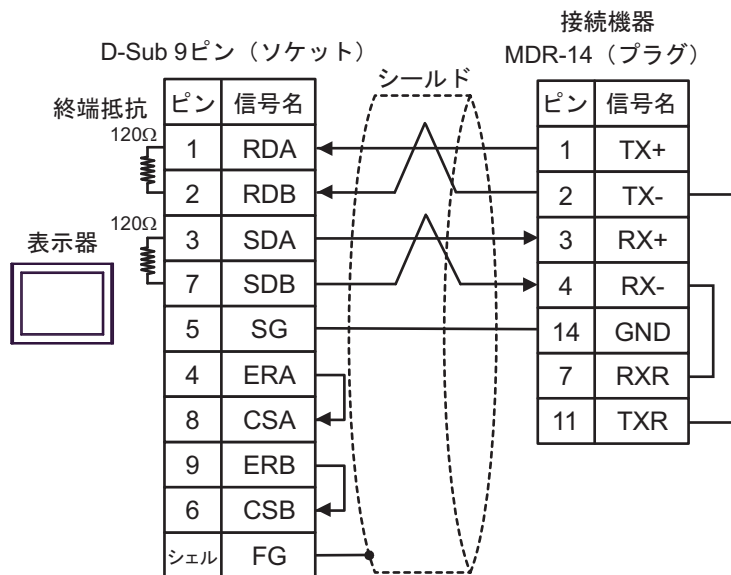 接続機器
D-Sub 9ピン（ソケット）
MDR-14（プラグ）
シールド
終端抵抗
ピン 信号名
ピン 信号名
120Ω
1 RDA
1 TX+
2 RDB
2 TX-
120Ω
3 SDA
3 RX+
表示器
7 SDB
4 RX-
5 SG
14 GND
4 ERA
7 RXR
8 CSA
11 TXR
9 ERB
6 CSB
シェル FG